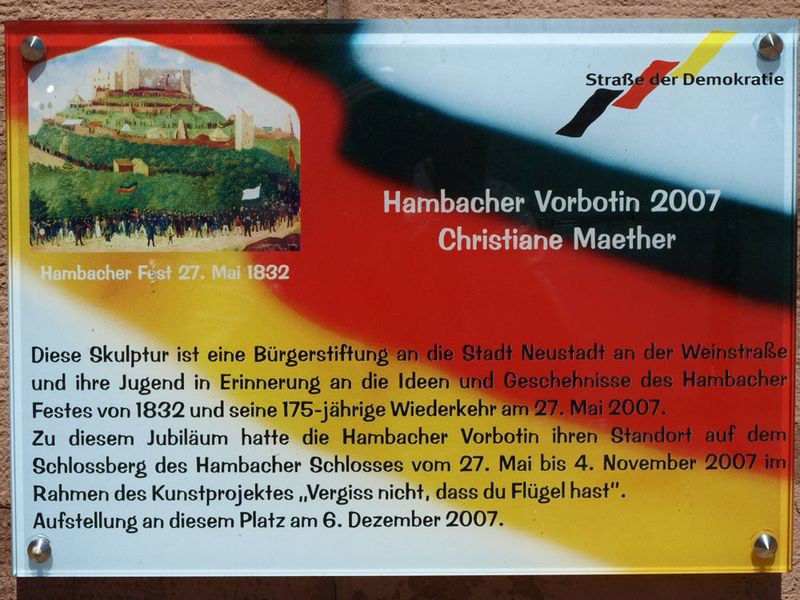 Straße der Demokratie
Hambacher Vorbotin 2007
Christiane Maether
Hambacher Fest 27. Mai 1832
Diese Skulptur ist eine Bürgerstiftung an die Stadt Neustadt an der Weinstraße
und ihre Jugend in Erinnerung an die Ideen und Geschehnisse des Hambacher
Festes von 1832 und seine 175-jährige Wiederkehr am 27. Mai 2007.
Zu diesem Jubiläum hatte die Hambacher Vorbotin ihren Standort auf dem
Schlossberg des Hambacher Schlosses vom 27. Mai bis 4. November 2007 im
Rahmen des Kunstprojektes „Vergiss nicht, dass du Flügel hast".
Aufstellung an diesem Platz am 6. Dezember 2007.